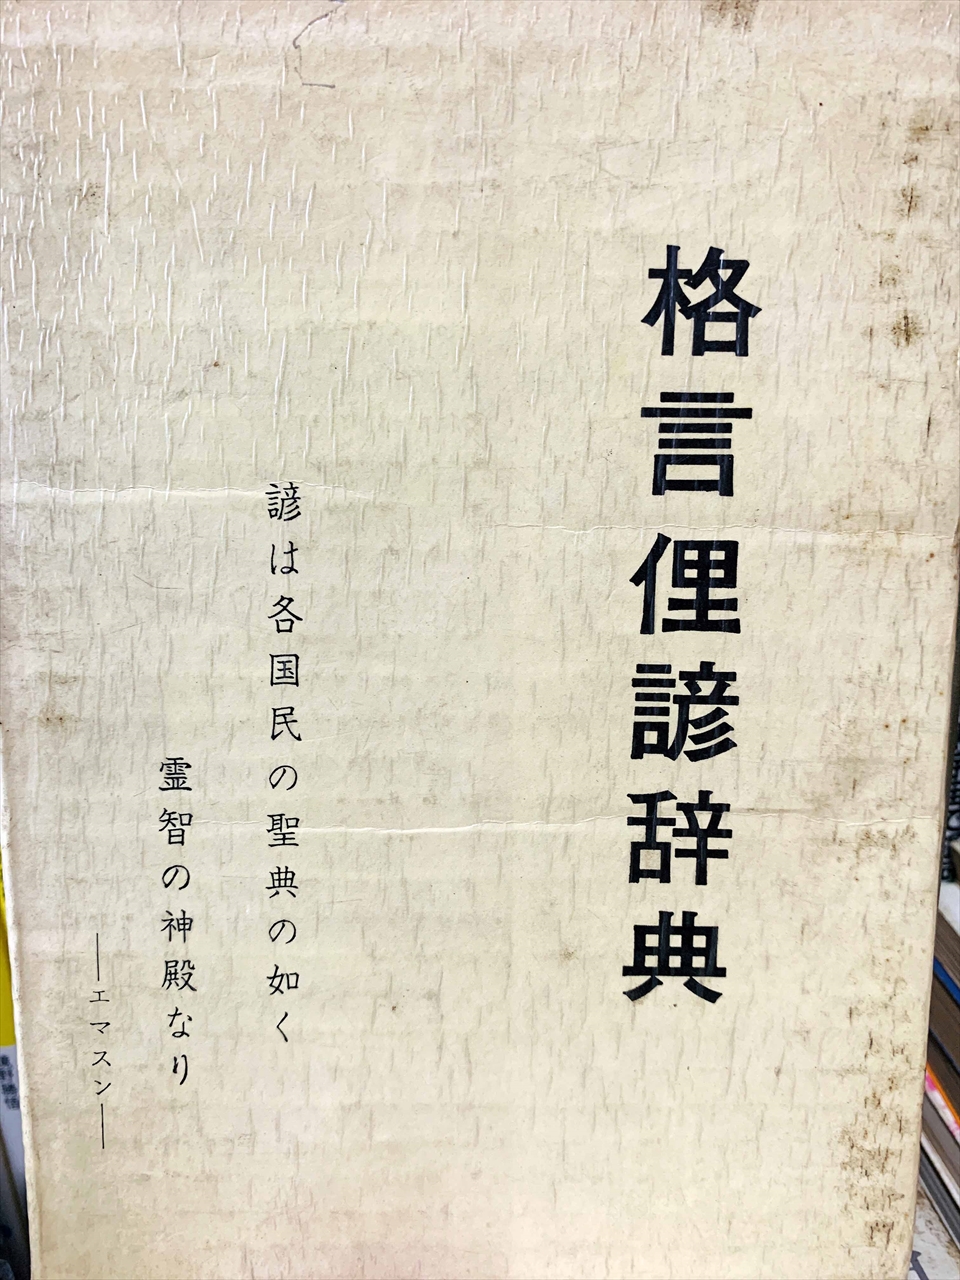 格言俚諺辞典
諺は各国民の聖典の如く
霊智の神殿なり
―エマスン―